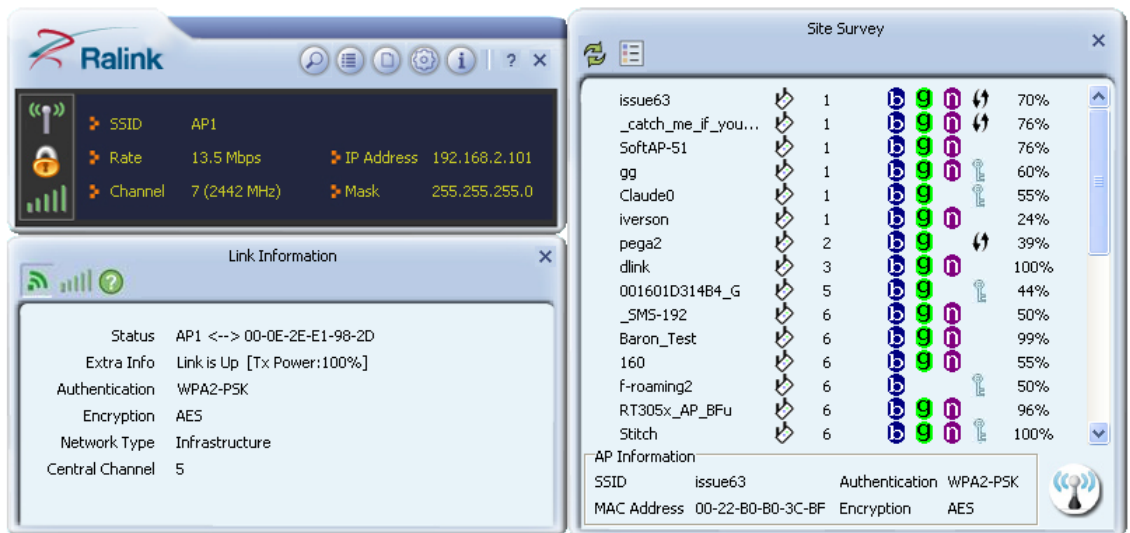 Ralink
? ×
SSID AP1
Rate 13.5 Mbps IP Address 192.168.2.101
Channel 7 (2442 MHz) Mask 255.255.255.0
Link Information
Status AP1 <--> 00-0E-2E-E1-98-2D
Extra Info Link is Up [Tx Power:100%]
Authentication WPA2-PSK
Encryption AES
Network Type Infrastructure
Central Channel 5
Site Survey
issue63 1 b g n 70%
_catch_me_if_you... 1 b g n 76%
SoftAP-51 1 b g n 76%
gg 1 b g n 60%
Claude0 1 b g 55%
iverson 1 b g n 24%
pega2 2 b g 39%
dlink 3 b g n 100%
001601D314B4_G 5 b g 44%
_SMS-192 6 b g n 50%
Baron_Test 6 b g n 99%
160 6 b g n 55%
f-roaming2 6 b 50%
RT305x_AP_BFu 6 b g n 96%
Stitch 6 b g n 100%
AP Information
SSID issue63 Authentication WPA2-PSK
MAC Address 00-22-B0-B0-3C-BF Encryption AES